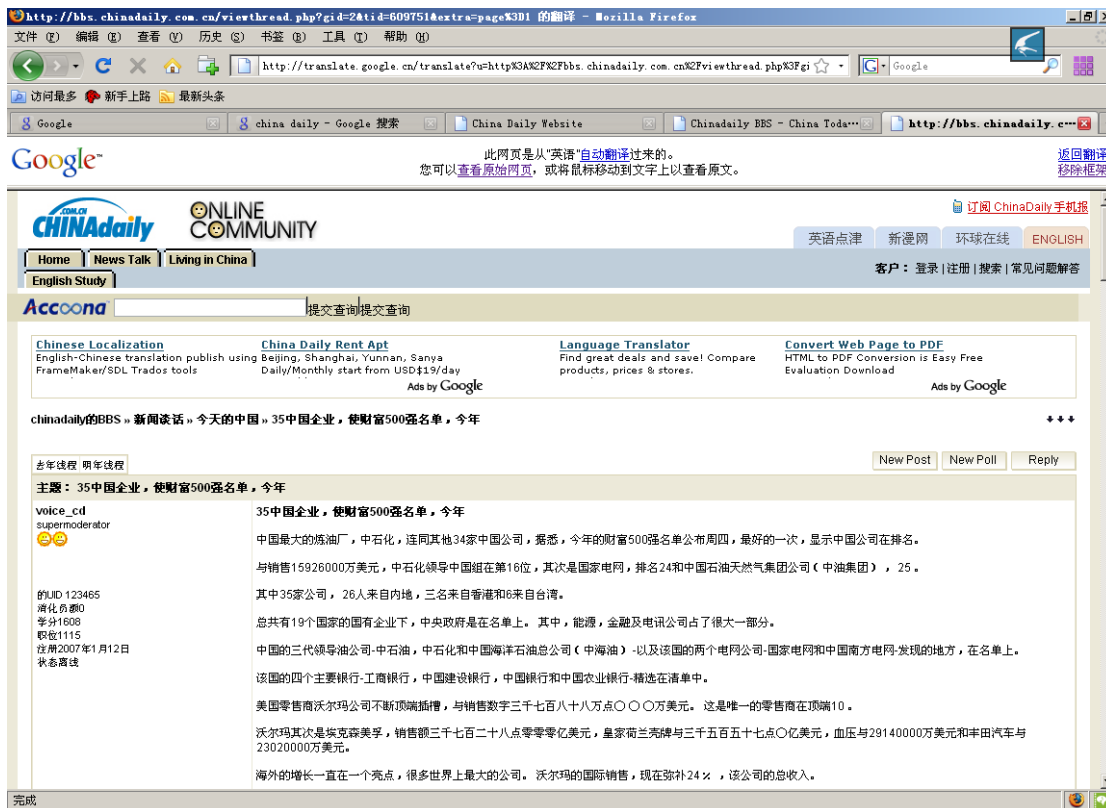 http://bbs.chinadaily.com.cn/viewthread.php?gid=2&tid=609751&extra=page%3D1 的翻译 - Mozilla Firefox
文件(F) 编辑(E) 查看(V) 历史(S) 书签(B) 工具(T) 帮助(H)
http://translate.google.cn/translate?u=http%3A%2F%2Fbbs.chinadaily.com.cn%2Fviewthread.php%3Fgi
G Google
访问最多 新手上路 最新头条
Google china daily - Google 搜索 China Daily Website Chinadaily BBS - China Toda… http://bbs.chinadaily.c…
Google™
此网页是从"英语"自动翻译过来的。
您可以查看原始网页，或将鼠标移动到文字上以查看原文。
返回翻译
移除框架
.COM.CN
CHINAdaily
ONLINE
COMMUNITY
订阅 ChinaDaily手机报
英语点津 新漫网 环球在线 ENGLISH
Home News Talk Living in China
English Study
客户： 登录 |注册 |搜索 |常见问题解答
Accoona 提交查询提交查询
Chinese Localization
English-Chinese translation publish using
FrameMaker/SDL Trados tools
China Daily Rent Apt
Beijing, Shanghai, Yunnan, Sanya
Daily/Monthly start from USD$19/day
Ads by Google
Language Translator
Find great deals and save! Compare
products, prices & stores.
Convert Web Page to PDF
HTML to PDF Conversion is Easy Free
Evaluation Download
Ads by Google
chinadaily的BBS » 新闻谈话 » 今天的中国 » 35中国企业，使财富500强名单，今年
去年线程 明年线程
New Post New Poll Reply
主题： 35中国企业，使财富500强名单，今年
voice_cd
supermoderator
的UID 123465
消化员额0
学分1608
职位1115
注册2007年1月12日
状态离线
35中国企业，使财富500强名单，今年
中国最大的炼油厂，中石化，连同其他34家中国公司，据悉，今年的财富500强名单公布周四，最好的一次，显示中国公司在排名。
与销售15926000万美元，中石化领导中国组在第16位，其次是国家电网，排名24和中国石油天然气集团公司（中油集团），25。
其中35家公司，26人来自内地，三名来自香港和6来自台湾。
总共有19个国家的国有企业下，中央政府是在名单上。 其中，能源，金融及电讯公司占了很大一部分。
中国的三代领导油公司-中石油，中石化和中国海洋石油总公司（中海油）-以及该国的两个电网公司-国家电网和中国南方电网-发现的地方，在名单上。
该国的四个主要银行-工商银行，中国建设银行，中国银行和中国农业银行-精选在清单中。
美国零售商沃尔玛公司不断顶端插槽，与销售数字三千七百八十八万点〇〇〇万美元。 这是唯一的零售商在顶端10 。
沃尔玛其次是埃克森美孚，销售额三千七百二十八点零零零亿美元，皇家荷兰壳牌与三千五百五十七点〇亿美元，血压与29140000万美元和丰田汽车与
23020000万美元。
海外的增长一直在一个亮点，很多世界上最大的公司。 沃尔玛的国际销售，现在弥补24％ ，该公司的总收入。
完成